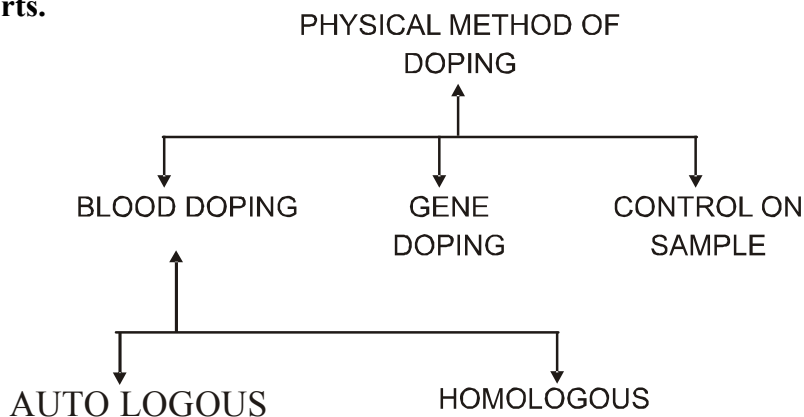 rts.
PHYSICAL METHOD OF
DOPING
BLOOD DOPING
GENE
DOPING
CONTROL ON
SAMPLE
AUTO LOGOUS
HOMOLOGOUS